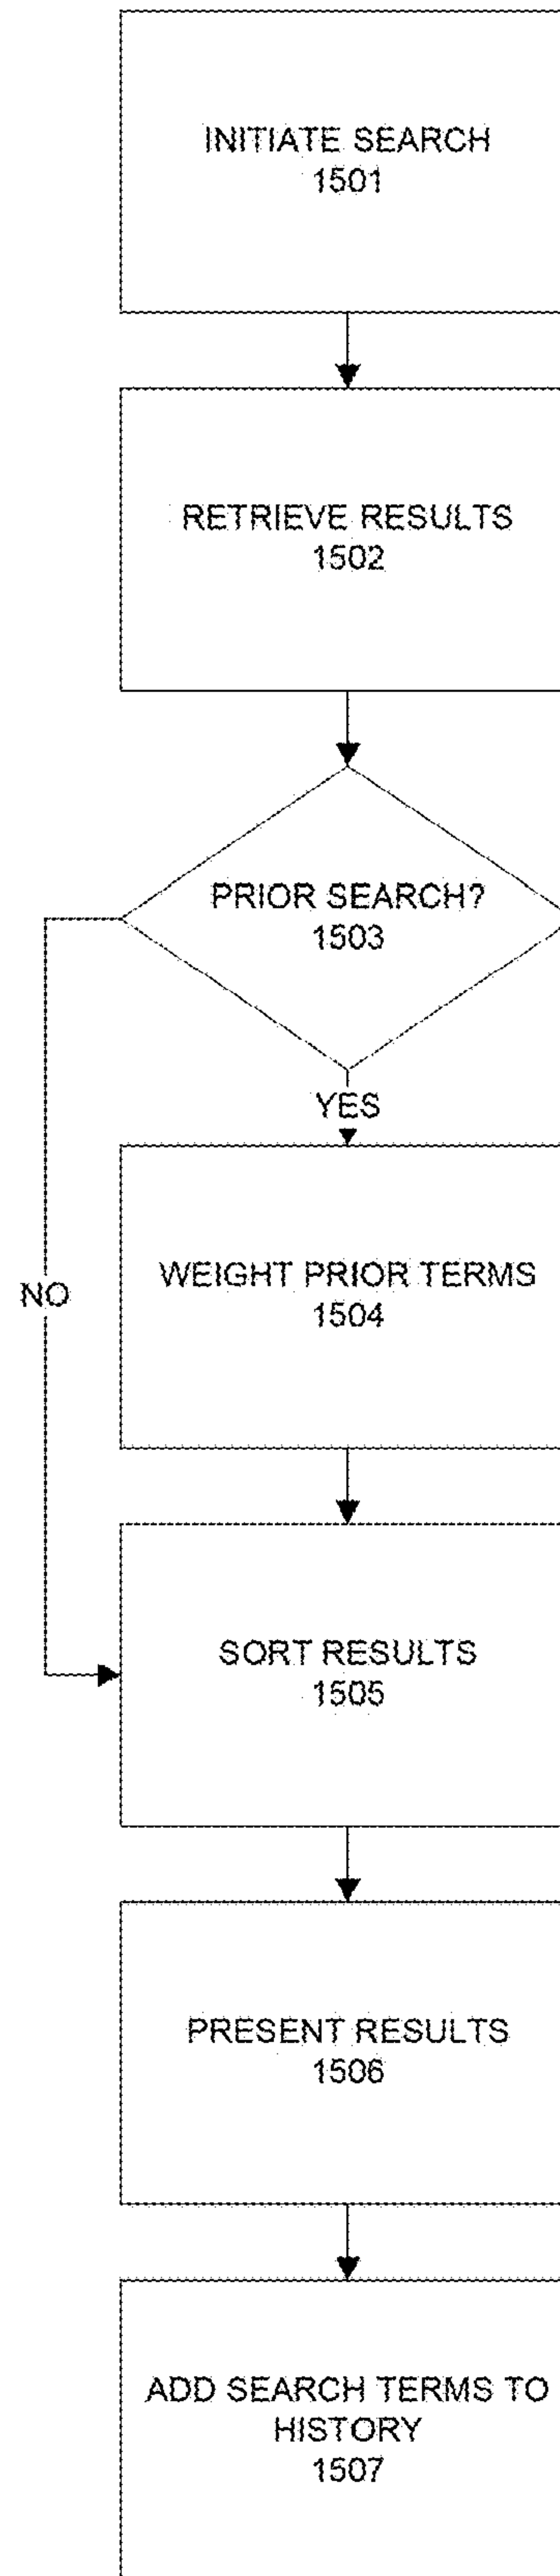 INITIATE SEARCH
1501
RETRIEVE RESULTS
1502
PRIOR SEARCH?
1503
YES
WEIGHT PRIOR TERMS
1504
NO
SORT RESULTS
1505
PRESENT RESULTS
1506
ADD SEARCH TERMS TO
HISTORY
1507